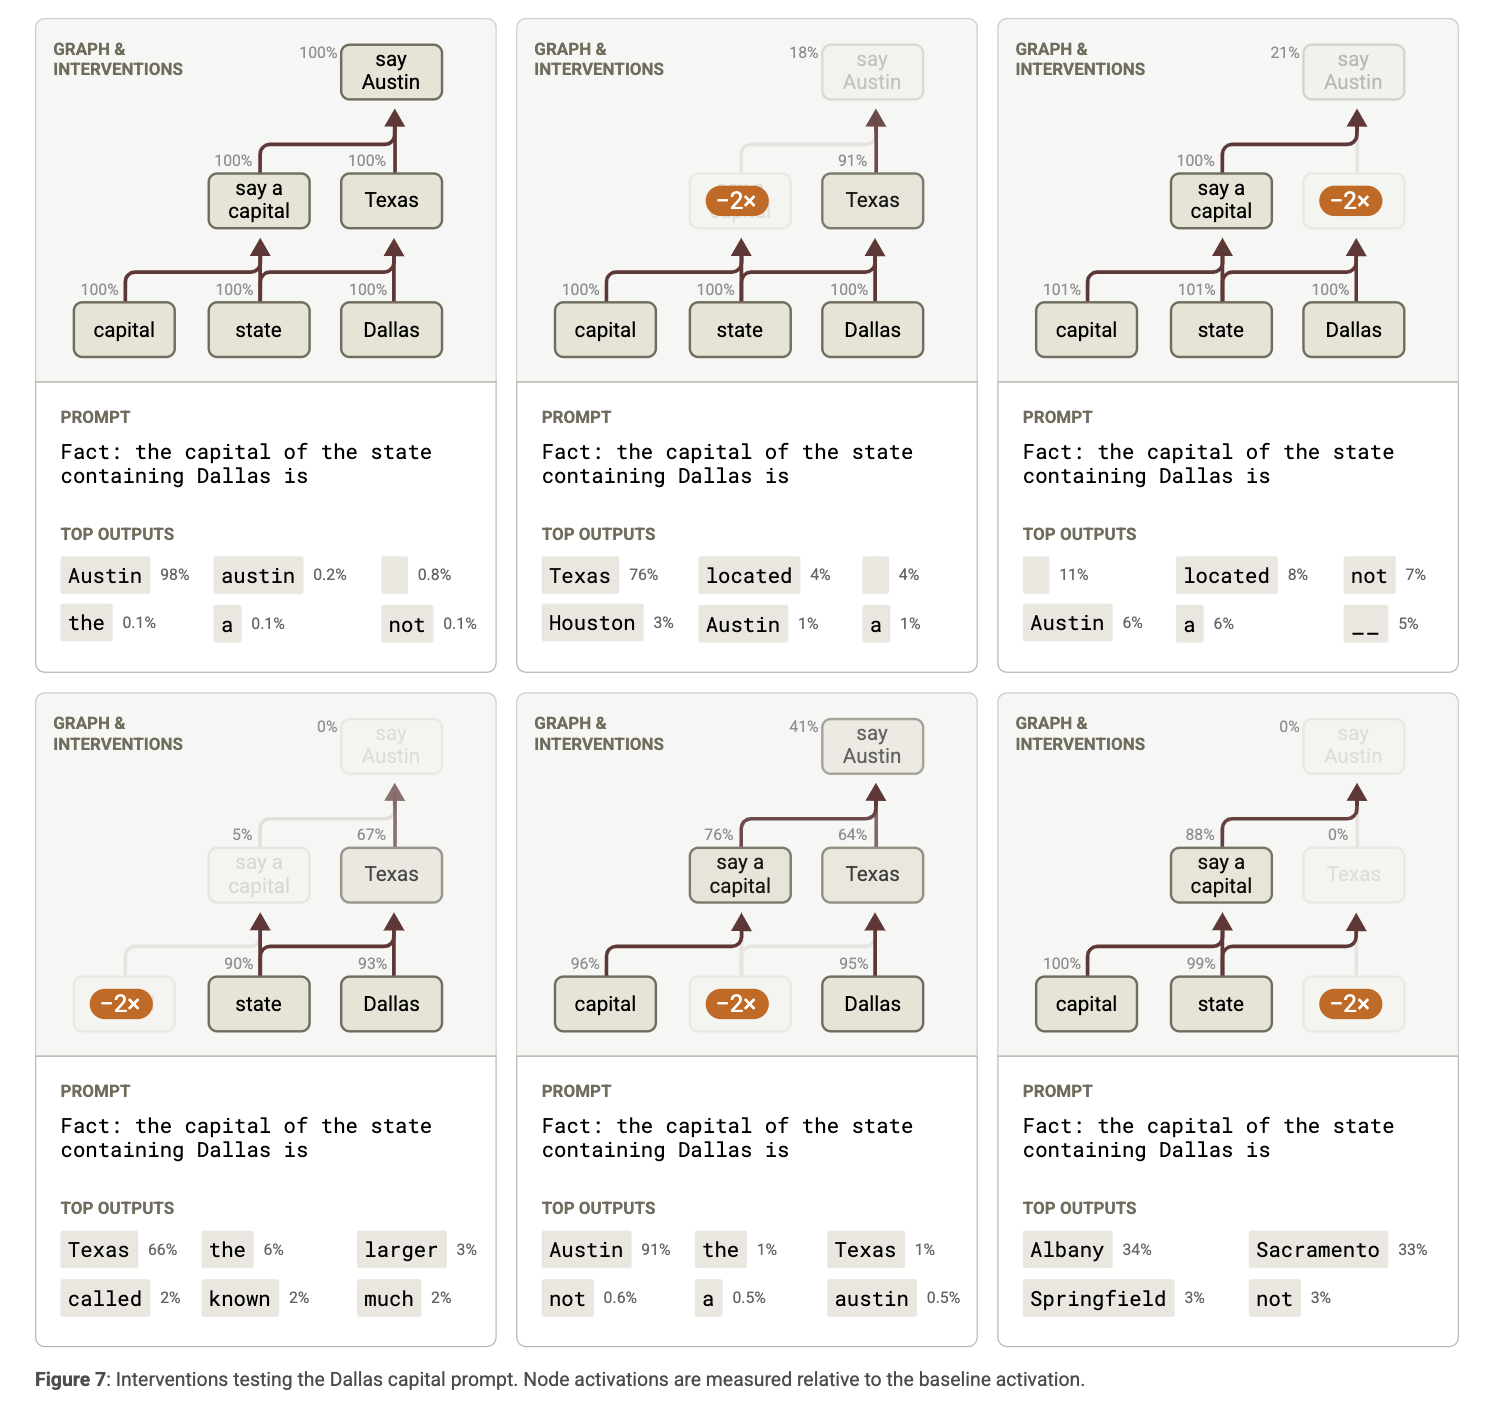 GRAPH &
INTERVENTIONS
100%
say
Austin
100%
100%
say a
capital
Texas
100%
100%
100%
capital
state
Dallas
PROMPT
Fact: the capital of the state
containing Dallas is
TOP OUTPUTS
Austin 98% austin 0.2% 0.8%
the 0.1% a 0.1% not 0.1%
GRAPH &
INTERVENTIONS
18%
say
Austin
91%
−2×
Texas
100%
100%
100%
capital
state
Dallas
PROMPT
Fact: the capital of the state
containing Dallas is
TOP OUTPUTS
Texas 76% located 4% 4%
Houston 3% Austin 1% a 1%
GRAPH &
INTERVENTIONS
21%
say
Austin
100%
say a
capital
−2×
101%
101%
100%
capital
state
Dallas
PROMPT
Fact: the capital of the state
containing Dallas is
TOP OUTPUTS
11% located 8% not 7%
Austin 6% a 6% __ 5%
GRAPH &
INTERVENTIONS
0%
say
Austin
5%
67%
say a
capital
Texas
90%
93%
−2×
state
Dallas
PROMPT
Fact: the capital of the state
containing Dallas is
TOP OUTPUTS
Texas 66% the 6% larger 3%
called 2% known 2% much 2%
GRAPH &
INTERVENTIONS
41%
say
Austin
76%
64%
say a
capital
Texas
96%
95%
capital
−2×
Dallas
PROMPT
Fact: the capital of the state
containing Dallas is
TOP OUTPUTS
Austin 91% the 1% Texas 1%
not 0.6% a 0.5% austin 0.5%
GRAPH &
INTERVENTIONS
0%
say
Austin
88%
0%
say a
capital
Texas
100%
99%
capital
state
−2×
PROMPT
Fact: the capital of the state
containing Dallas is
TOP OUTPUTS
Albany 34% Sacramento 33%
Springfield 3% not 3%
Figure 7: Interventions testing the Dallas capital prompt. Node activations are measured relative to the baseline activation.